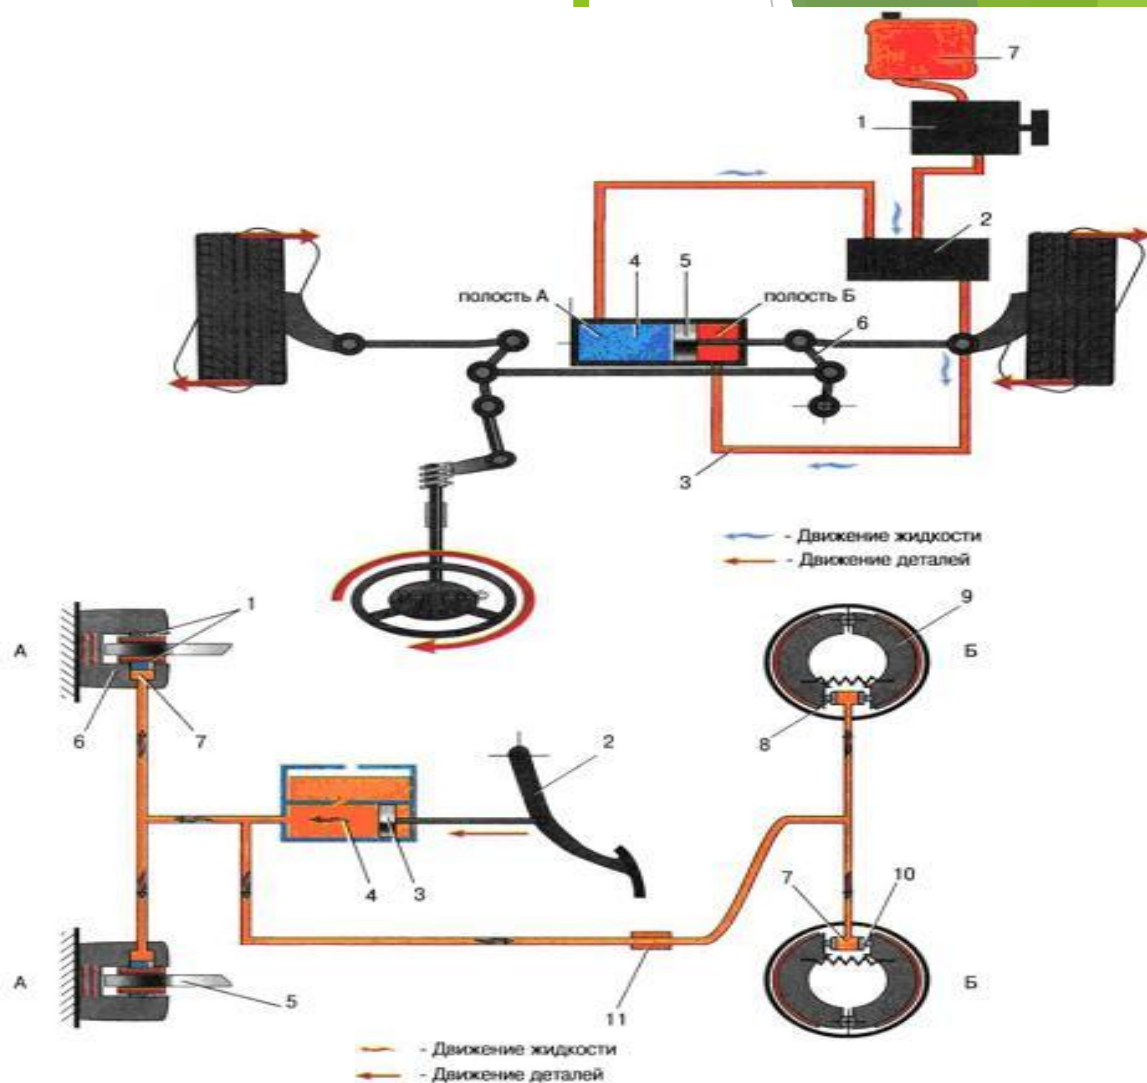 7
1
2
4 5
полость А полость Б
6
3
- Движение жидкости
- Движение деталей
1 9
А Б
6 7 2 8
4 3
7 10
А 5 Б
11
- Движение жидкости
- Движение деталей